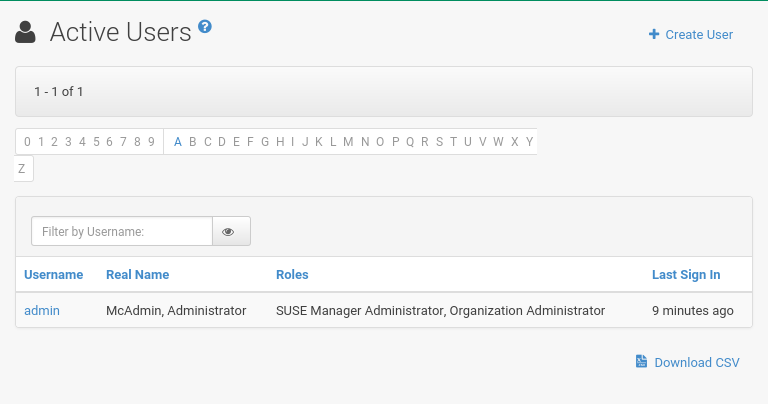 Active Users ?
Create User
1 - 1 of 1
0 1 2 3 4 5 6 7 8 9 A B C D E F G H I J K L M N O P Q R S T U V W X Y
Z
Filter by Username:
Username Real Name Roles Last Sign In
admin McAdmin, Administrator SUSE Manager Administrator, Organization Administrator 9 minutes ago
Download CSV